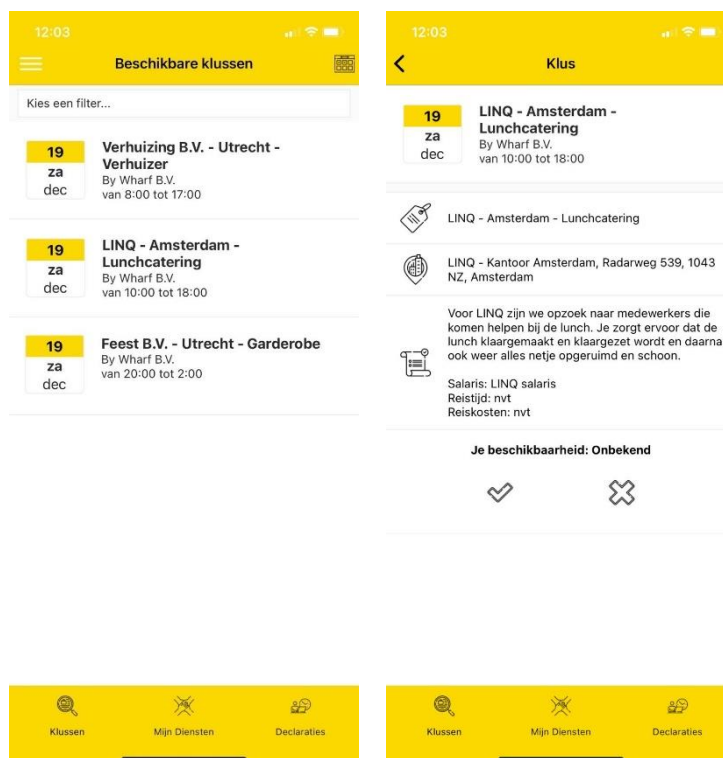 12:03
Beschikbare klussen
Kies een filter...
19
za
dec
Verhuizing B.V. - Utrecht -
Verhuizer
By Wharf B.V.
van 8:00 tot 17:00
19
za
dec
LINQ - Amsterdam -
Lunchcatering
By Wharf B.V.
van 10:00 tot 18:00
19
za
dec
Feest B.V. - Utrecht - Garderobe
By Wharf B.V.
van 20:00 tot 2:00
Klussen
Mijn Diensten
Declaraties
12:03
Klus
19
za
dec
LINQ - Amsterdam -
Lunchcatering
By Wharf B.V.
van 10:00 tot 18:00
LINQ - Amsterdam - Lunchcatering
LINQ - Kantoor Amsterdam, Radarweg 539, 1043
NZ, Amsterdam
Voor LINQ zijn we opzoek naar medewerkers die
komen helpen bij de lunch. Je zorgt ervoor dat de
lunch klaargemaakt en klaargezet wordt en daarna
ook weer alles netje opgeruimd en schoon.
Salaris: LINQ salaris
Reistijd: nvt
Reiskosten: nvt
Je beschikbaarheid: Onbekend
Klussen
Mijn Diensten
Declaraties